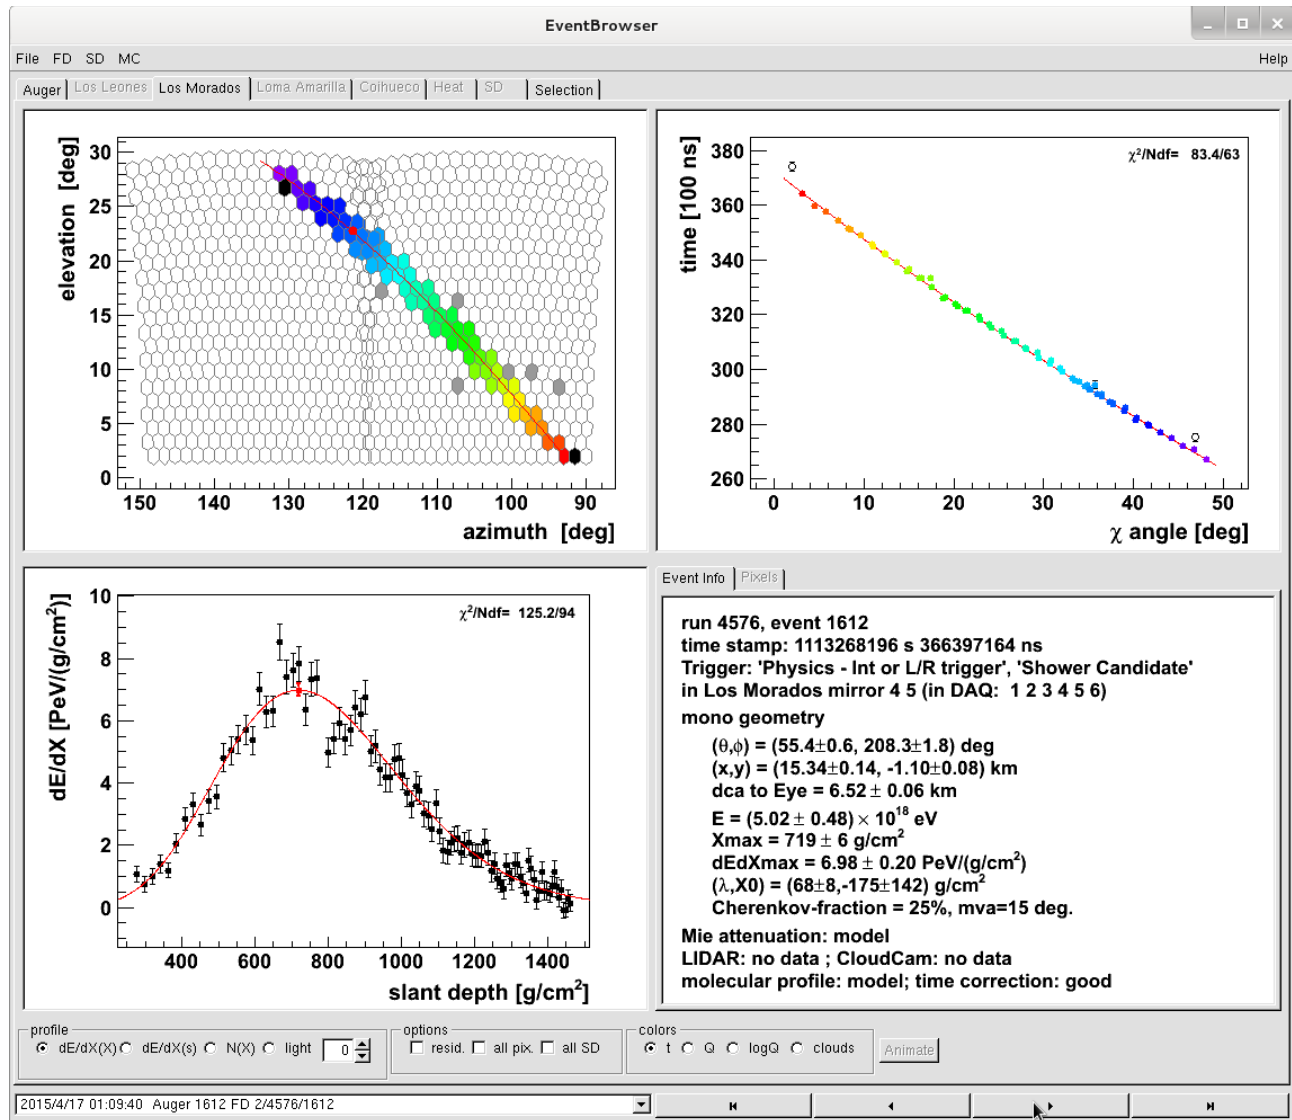 EventBrowser
File FD SD MC Help
Auger Los Leones Los Morados Loma Amarilla Coihueco Heat SD Selection
elevation [deg]
30
25
20
15
10
5
0
150 140 130 120 110 100 90
azimuth [deg]
χ²/Ndf= 83.4/63
time [100 ns]
380
360
340
320
300
280
260
0 10 20 30 40 50
χ angle [deg]
χ²/Ndf= 125.2/94
dE/dX [PeV/(g/cm²)]
10
8
6
4
2
0
400 600 800 1000 1200 1400
slant depth [g/cm²]
Event Info Pixels
run 4576, event 1612
time stamp: 1113268196 s 366397164 ns
Trigger: 'Physics - Int or L/R trigger', 'Shower Candidate'
in Los Morados mirror 4 5 (in DAQ: 1 2 3 4 5 6)
mono geometry
(θ,ϕ) = (55.4±0.6, 208.3±1.8) deg
(x,y) = (15.34±0.14, -1.10±0.08) km
dca to Eye = 6.52 ± 0.06 km
E = (5.02 ± 0.48) × 10¹⁸ eV
Xmax = 719 ± 6 g/cm²
dEdXmax = 6.98 ± 0.20 PeV/(g/cm²)
(λ,X0) = (68±8,-175±142) g/cm²
Cherenkov-fraction = 25%, mva=15 deg.
Mie attenuation: model
LIDAR: no data ; CloudCam: no data
molecular profile: model; time correction: good
profile
dE/dX(X) dE/dX(s) N(X) light 0
options
resid. all pix. all SD
colors
t Q logQ clouds
Animate
2015/4/17 01:09:40 Auger 1612 FD 2/4576/1612